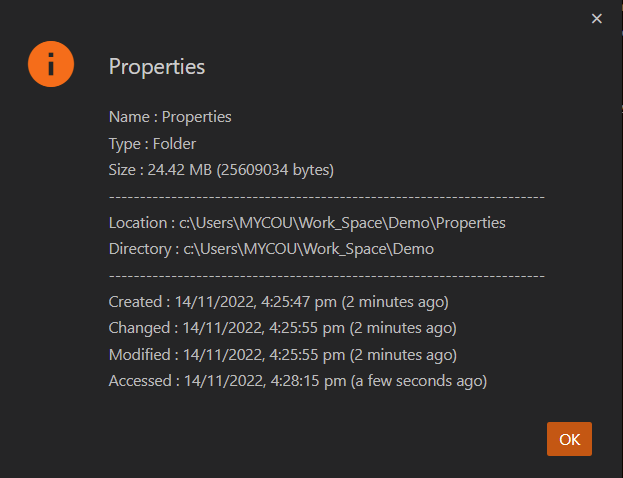 Properties
Name : Properties
Type : Folder
Size : 24.42 MB (25609034 bytes)
----------------------------------------------------------------------
Location : c:\Users\MYCOU\Work_Space\Demo\Properties
Directory : c:\Users\MYCOU\Work_Space\Demo
----------------------------------------------------------------------
Created : 14/11/2022, 4:25:47 pm (2 minutes ago)
Changed : 14/11/2022, 4:25:55 pm (2 minutes ago)
Modified : 14/11/2022, 4:25:55 pm (2 minutes ago)
Accessed : 14/11/2022, 4:28:15 pm (a few seconds ago)
OK